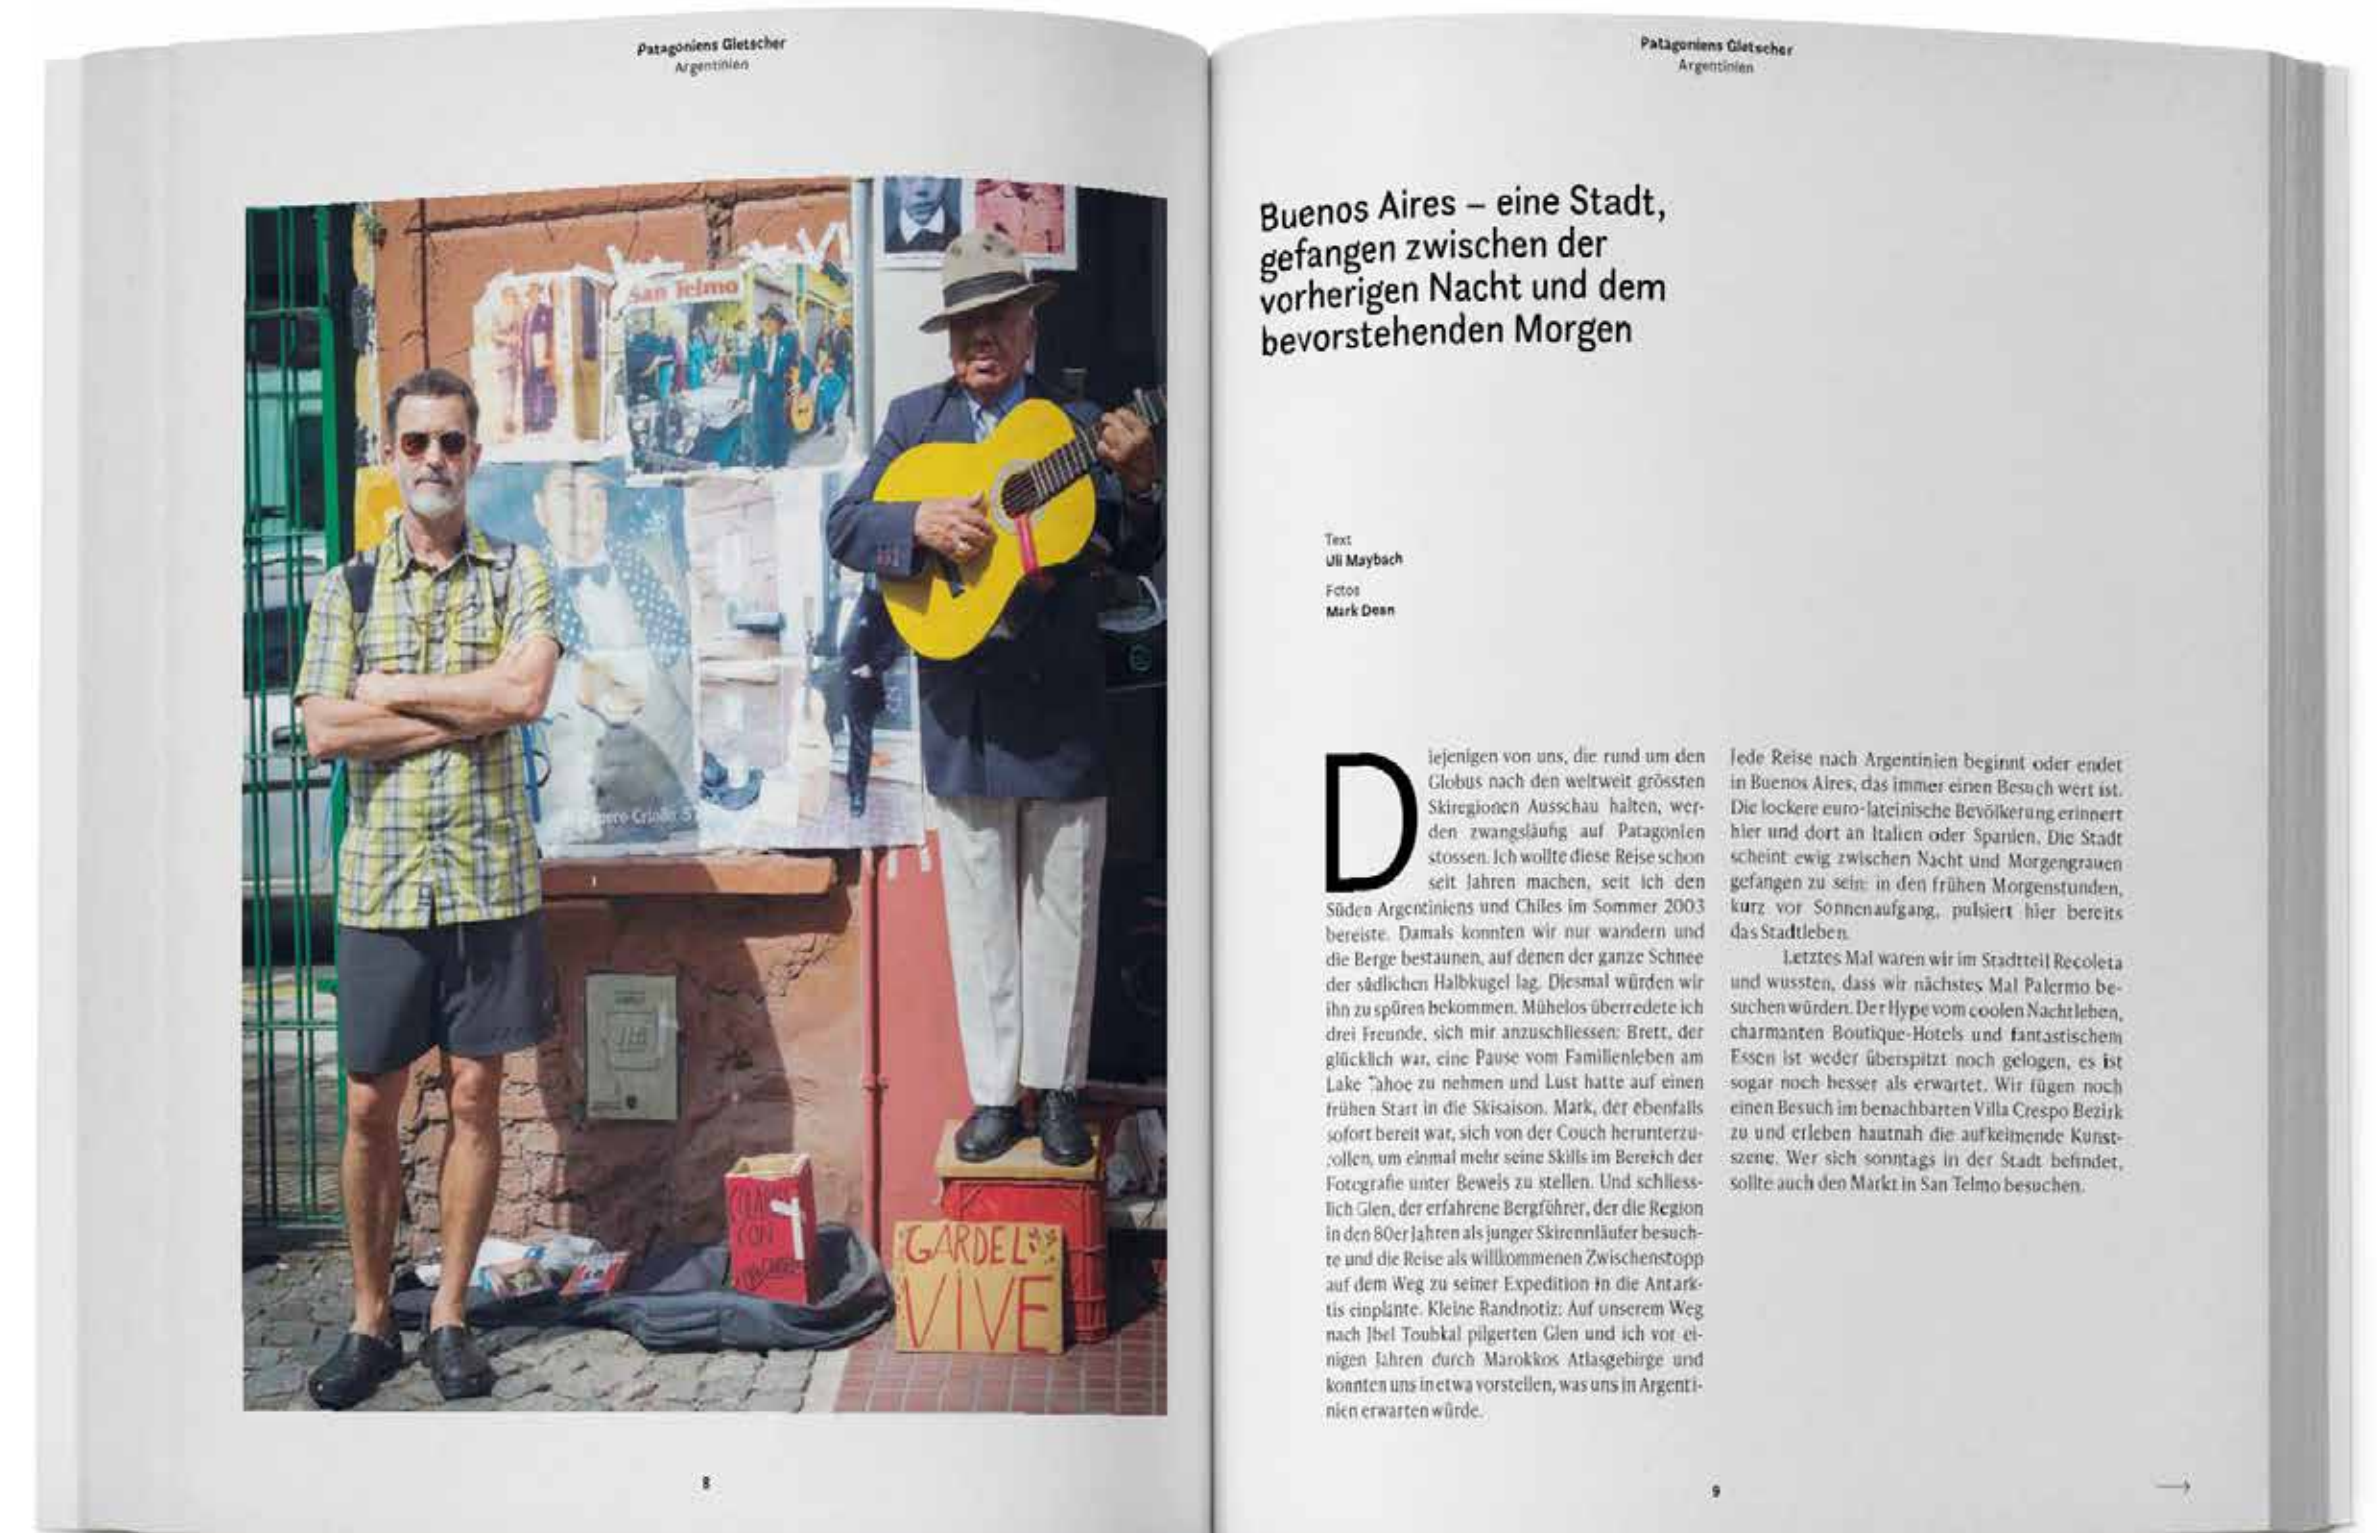 Patagoniens Gletscher
Argentinien
San Telmo
GARDEL
VIVE
8
Patagoniens Gletscher
Argentinien
Buenos Aires – eine Stadt,
gefangen zwischen der
vorherigen Nacht und dem
bevorstehenden Morgen
Text
Uli Maybach
Fotos
Mark Dean
Diejenigen von uns, die rund um den
Globus nach den weltweit grössten
Skiregionen Ausschau halten, wer-
den zwangsläufig auf Patagonien
stossen. Ich wollte diese Reise schon
seit Jahren machen, seit ich den
Süden Argentiniens und Chiles im Sommer 2003
bereiste. Damals konnten wir nur wandern und
die Berge bestaunen, auf denen der ganze Schnee
der südlichen Halbkugel lag. Diesmal würden wir
ihn zu spüren bekommen. Mühelos überredete ich
drei Freunde, sich mir anzuschliessen: Brett, der
glücklich war, eine Pause vom Familienleben am
Lake Tahoe zu nehmen und Lust hatte auf einen
frühen Start in die Skisaison. Mark, der ebenfalls
sofort bereit war, sich von der Couch herunterzu-
rollen, um einmal mehr seine Skills im Bereich der
Fotografie unter Beweis zu stellen. Und schliess-
lich Glen, der erfahrene Bergführer, der die Region
in den 80er Jahren als junger Skirennläufer besuch-
te und die Reise als willkommenen Zwischenstopp
auf dem Weg zu seiner Expedition in die Antark-
tis einplante. Kleine Randnotiz: Auf unserem Weg
nach Jbel Toubkal pilgerten Glen und ich vor ei-
nigen Jahren durch Marokkos Atlasgebirge und
konnten uns in etwa vorstellen, was uns in Argenti-
nien erwarten würde.
Jede Reise nach Argentinien beginnt oder endet
in Buenos Aires, das immer einen Besuch wert ist.
Die lockere euro-lateinische Bevölkerung erinnert
hier und dort an Italien oder Spanien. Die Stadt
scheint ewig zwischen Nacht und Morgengrauen
gefangen zu sein: in den frühen Morgenstunden,
kurz vor Sonnenaufgang, pulsiert hier bereits
das Stadtleben.
Letztes Mal waren wir im Stadtteil Recoleta
und wussten, dass wir nächstes Mal Palermo be-
suchen würden. Der Hype vom coolen Nachtleben,
charmanten Boutique-Hotels und fantastischem
Essen ist weder überspitzt noch gelogen, es ist
sogar noch besser als erwartet. Wir fügen noch
einen Besuch im benachbarten Villa Crespo Bezirk
zu und erleben hautnah die aufkeimende Kunst-
szene. Wer sich sonntags in der Stadt befindet,
sollte auch den Markt in San Telmo besuchen.
9